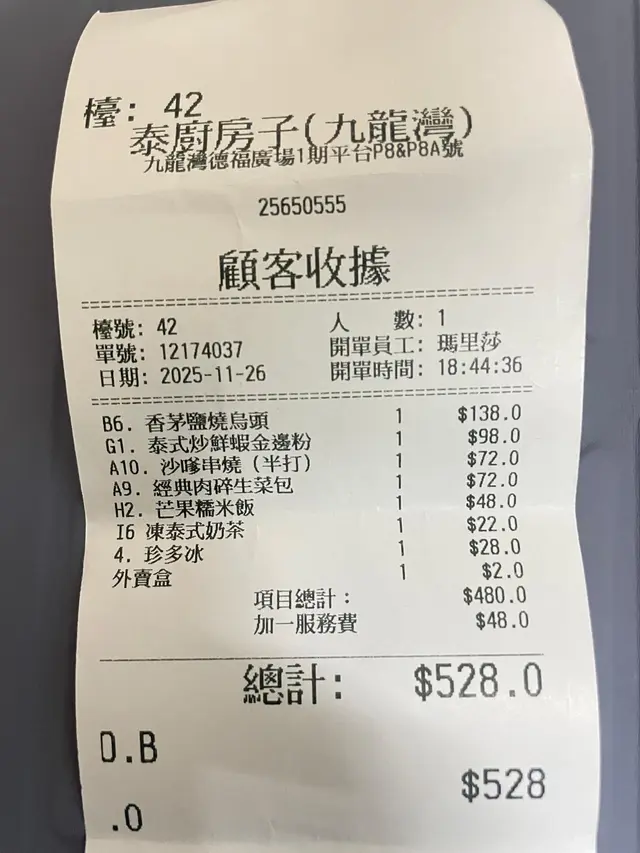 檯: 42
泰廚房子(九龍灣)
九龍灣德福廣場1期平台P8&P8A號
25650555
顧客收據
檯號: 42 人 數: 1
單號: 12174037 開單員工: 瑪里莎
日期: 2025-11-26 開單時間: 18:44:36
B6. 香茅鹽燒烏頭 1 $138.0
G1. 泰式炒鮮蝦金邊粉 1 $98.0
A10. 沙嗲串燒 (半打) 1 $72.0
A9. 經典肉碎生菜包 1 $72.0
H2. 芒果糯米飯 1 $48.0
I6 凍泰式奶茶 1 $22.0
4. 珍多冰 1 $28.0
外賣盒 1 $2.0
項目總計: $480.0
加一服務費 $48.0
總計: $528.0
D.B
$528
.0